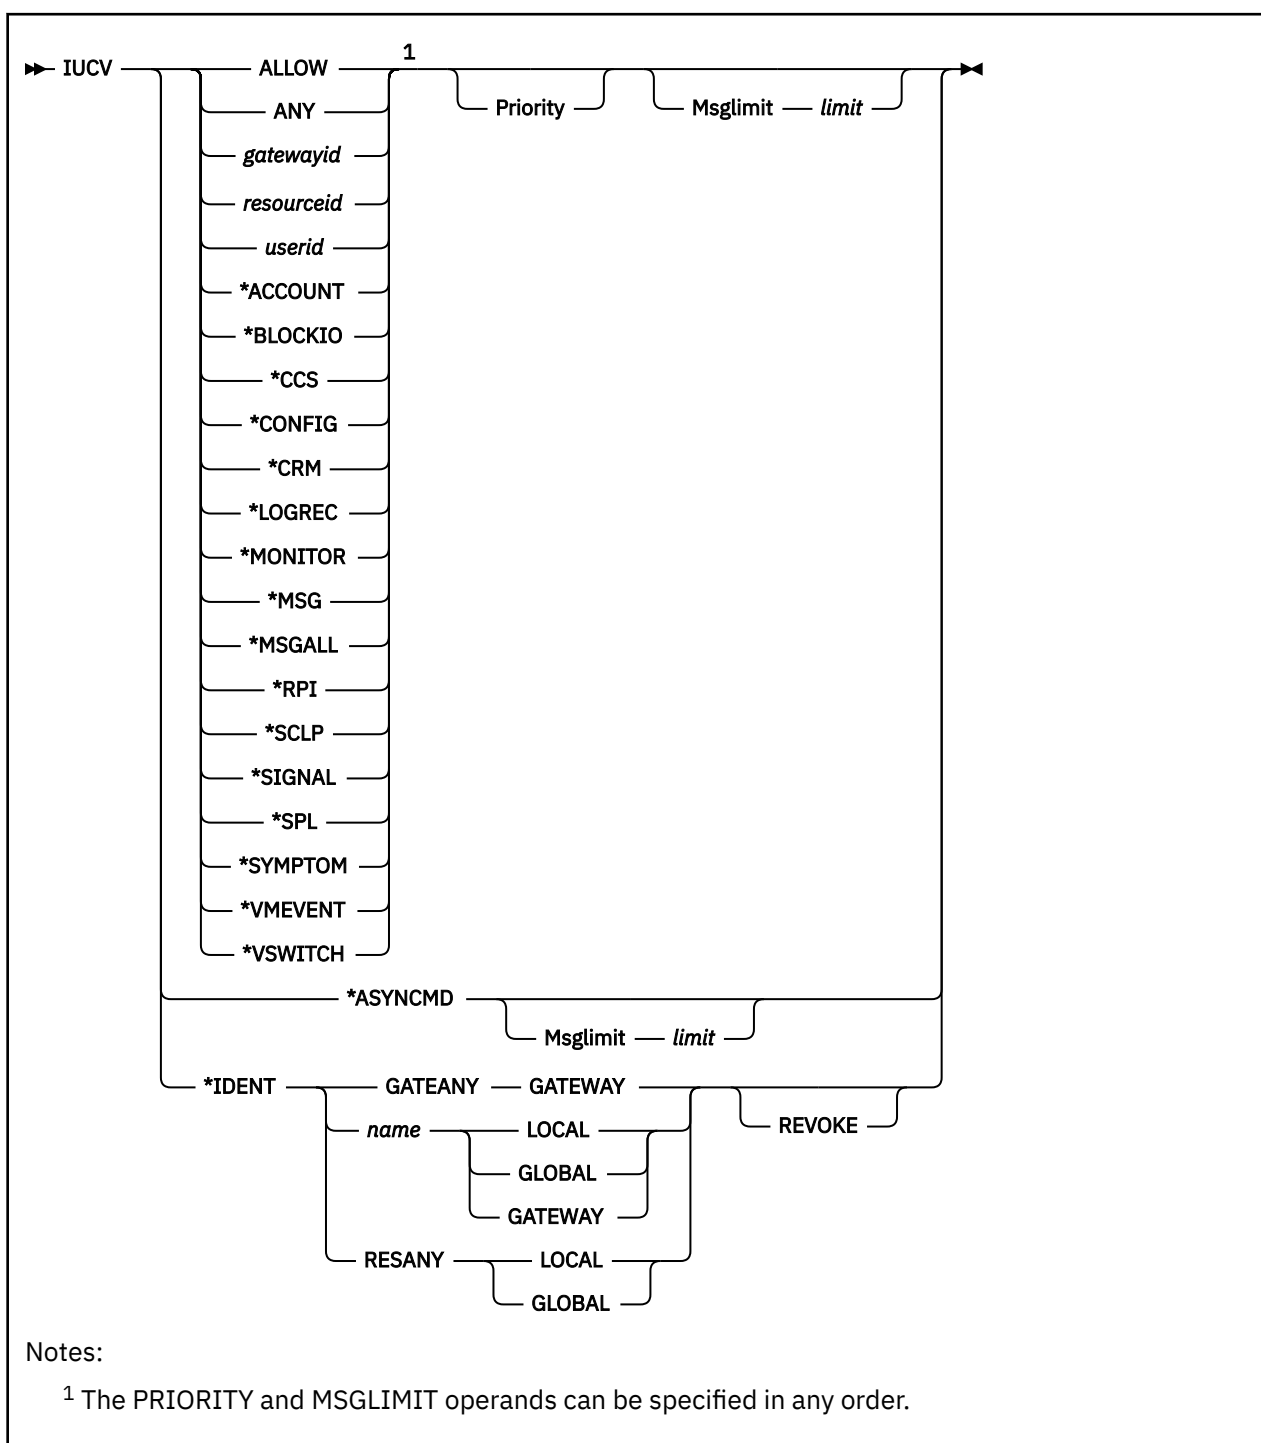 IUCV ALLOW 1
ANY Priority Msglimit limit
gatewayid
resourceid
userid
*ACCOUNT
*BLOCKIO
*CCS
*CONFIG
*CRM
*LOGREC
*MONITOR
*MSG
*MSGALL
*RPI
*SCLP
*SIGNAL
*SPL
*SYMPTOM
*VMEVENT
*VSWITCH
*ASYNCMD
Msglimit limit
*IDENT GATEANY GATEWAY
name LOCAL REVOKE
GLOBAL
GATEWAY
RESANY LOCAL
GLOBAL
Notes:
1 The PRIORITY and MSGLIMIT operands can be specified in any order.